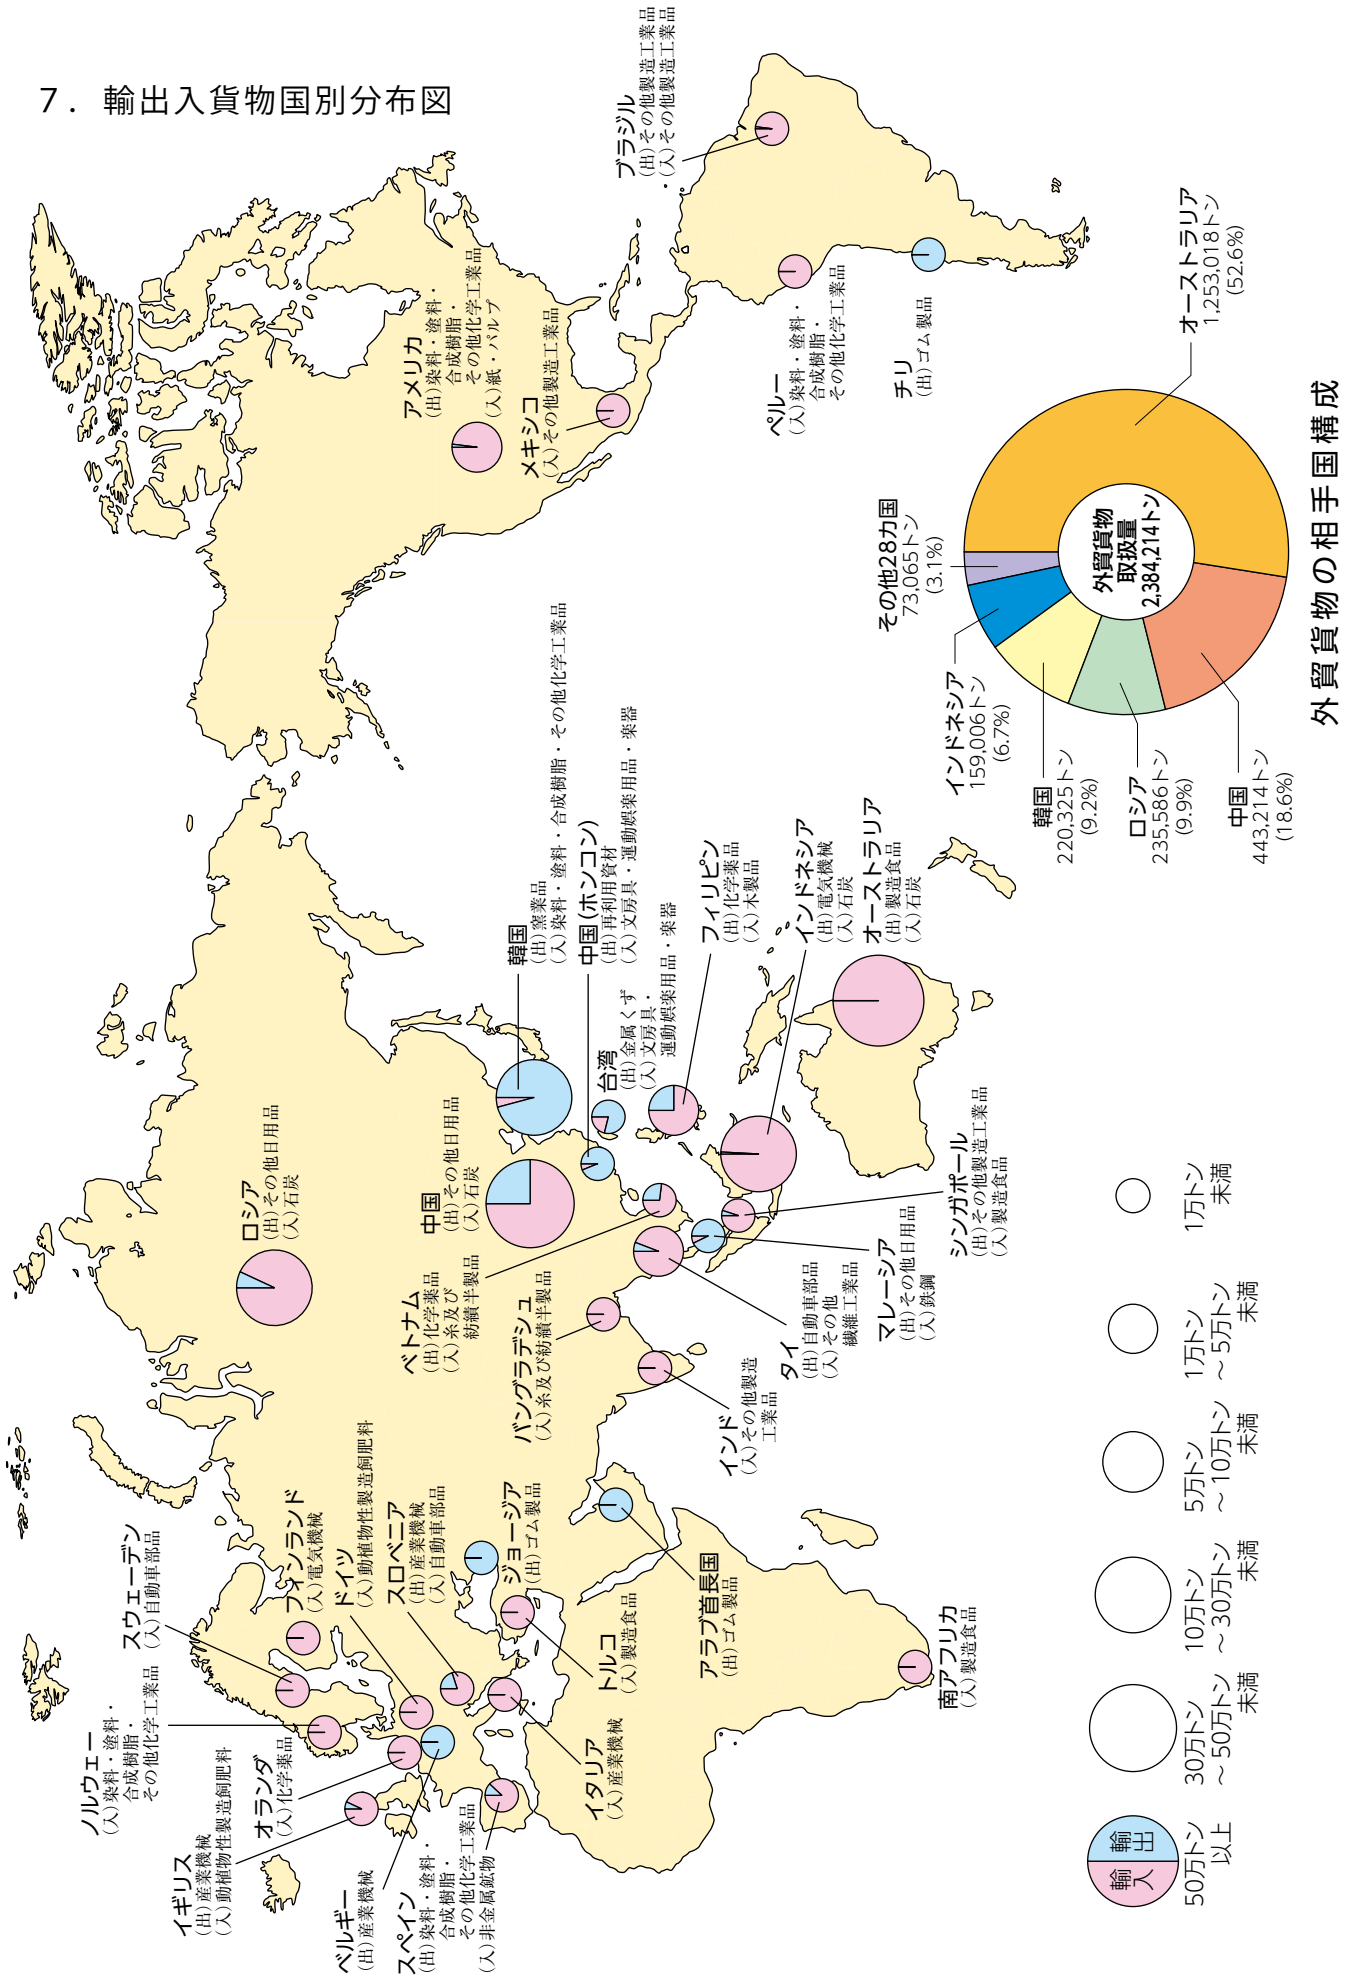 7．輸出入貨物国別分布図
ノルウェー
(入)染料・塗料・
合成樹脂・
その他化学工業品
スウェーデン
(入)自動車部品
フィンランド
(入)電気機械
イギリス
(出)産業機械
(入)動植物性製造飼肥料
オランダ
(入)化学薬品
ドイツ
(入)動植物性製造飼肥料
スロベニア
(出)産業機械
(入)自動車部品
ベルギー
(出)産業機械
スペイン
(出)染料・塗料・
合成樹脂・
その他化学工業品
(入)非金属鉱物
ジョージア
(出)ゴム製品
イタリア
(入)産業機械
トルコ
(入)製造食品
アラブ首長国
(出)ゴム製品
南アフリカ
(入)製造食品
ロシア
(出)その他日用品
(入)石炭
中国
(出)その他日用品
(入)石炭
ベトナム
(出)化学薬品
(入)糸及び
紡績半製品
バングラデシュ
(入)糸及び紡績半製品
インド
(入)その他製造
工業品
タイ
(出)自動車部品
(入)その他
繊維工業品
マレーシア
(出)その他日用品
(入)鉄鋼
シンガポール
(出)その他製造工業品
(入)製造食品
韓国
(出)窯業品
(入)染料・塗料・合成樹脂・その他化学工業品
中国(ホンコン)
(出)再利用資材
(入)文房具・運動娯楽用品・楽器
台湾
(出)金属くず
(入)文房具・
運動娯楽用品・楽器
フィリピン
(出)化学薬品
(入)木製品
インドネシア
(出)電気機械
(入)石炭
オーストラリア
(出)製造食品
(入)石炭
アメリカ
(出)染料・塗料・
合成樹脂・
その他化学工業品
(入)紙・パルプ
メキシコ
(入)その他製造工業品
ブラジル
(出)その他製造工業品
(入)その他製造工業品
ペルー
(入)染料・塗料・
合成樹脂・
その他化学工業品
チリ
(出)ゴム製品
輸入
輸出
50万トン
以上
30万トン
～50万トン
未満
10万トン
～30万トン
未満
5万トン
～10万トン
未満
1万トン
～5万トン
未満
1万トン
未満
外貿貨物
取扱量
2,384,214トン
オーストラリア
1,253,018トン
(52.6%)
中国
443,214トン
(18.6%)
ロシア
235,586トン
(9.9%)
韓国
220,325トン
(9.2%)
インドネシア
159,006トン
(6.7%)
その他28カ国
73,065トン
(3.1%)
外貿貨物の相手国構成